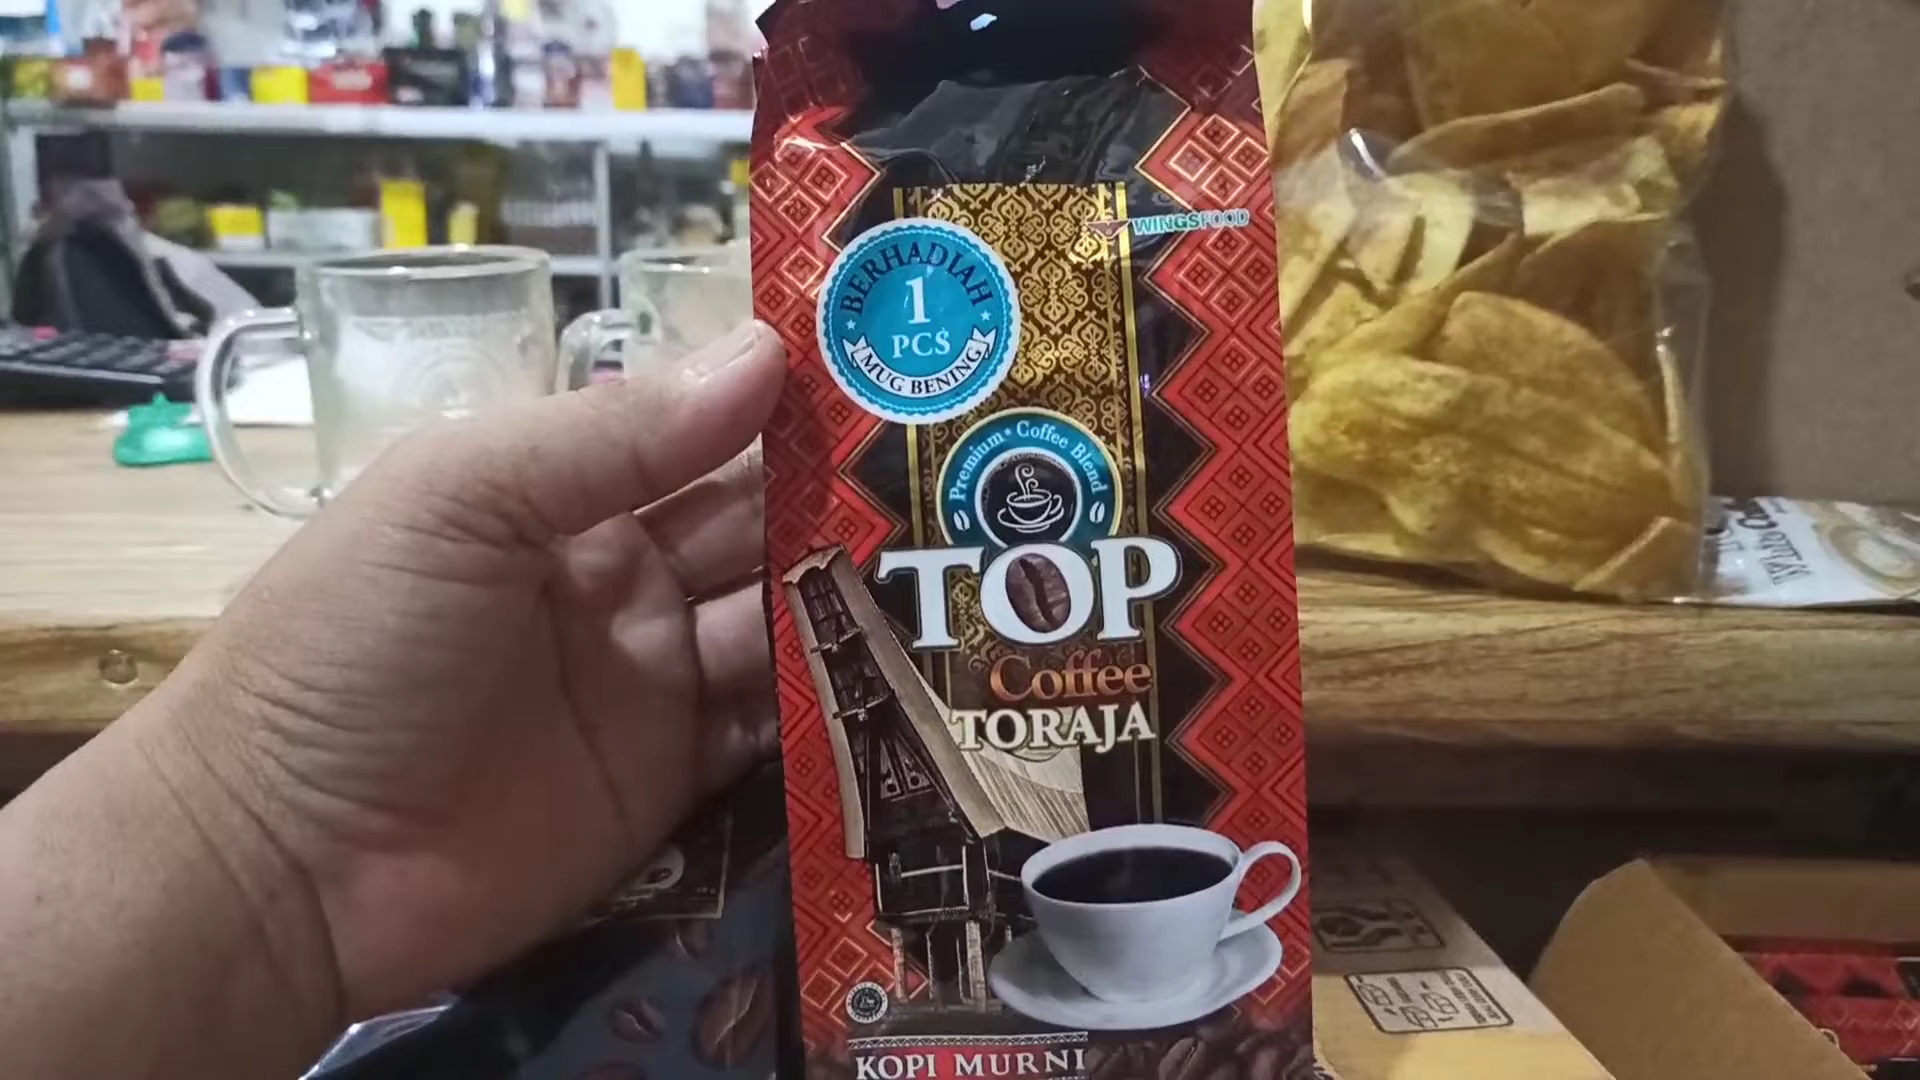 WINGSFOOD
BERHADIAH
1
PCS
MUG BENING
Premium • Coffee Blend
TOP
Coffee
TORAJA
KOPI MURNI